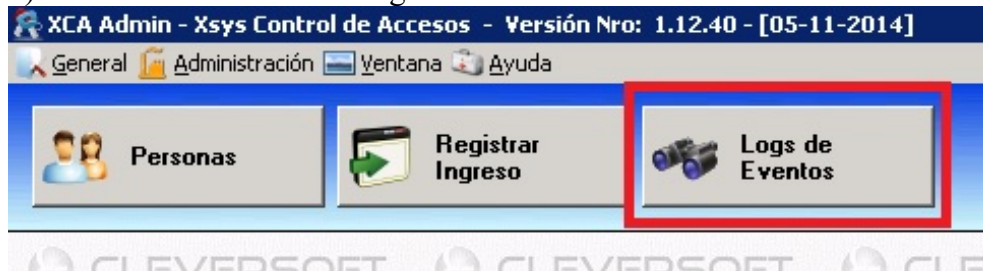 XCA Admin - Xsys Control de Accesos - Versión Nro: 1.12.40 - [05-11-2014]
General Administración Ventana Ayuda
Personas
Registrar
Ingreso
Logs de
Eventos
CLEVERSOFT CLEVERSOFT